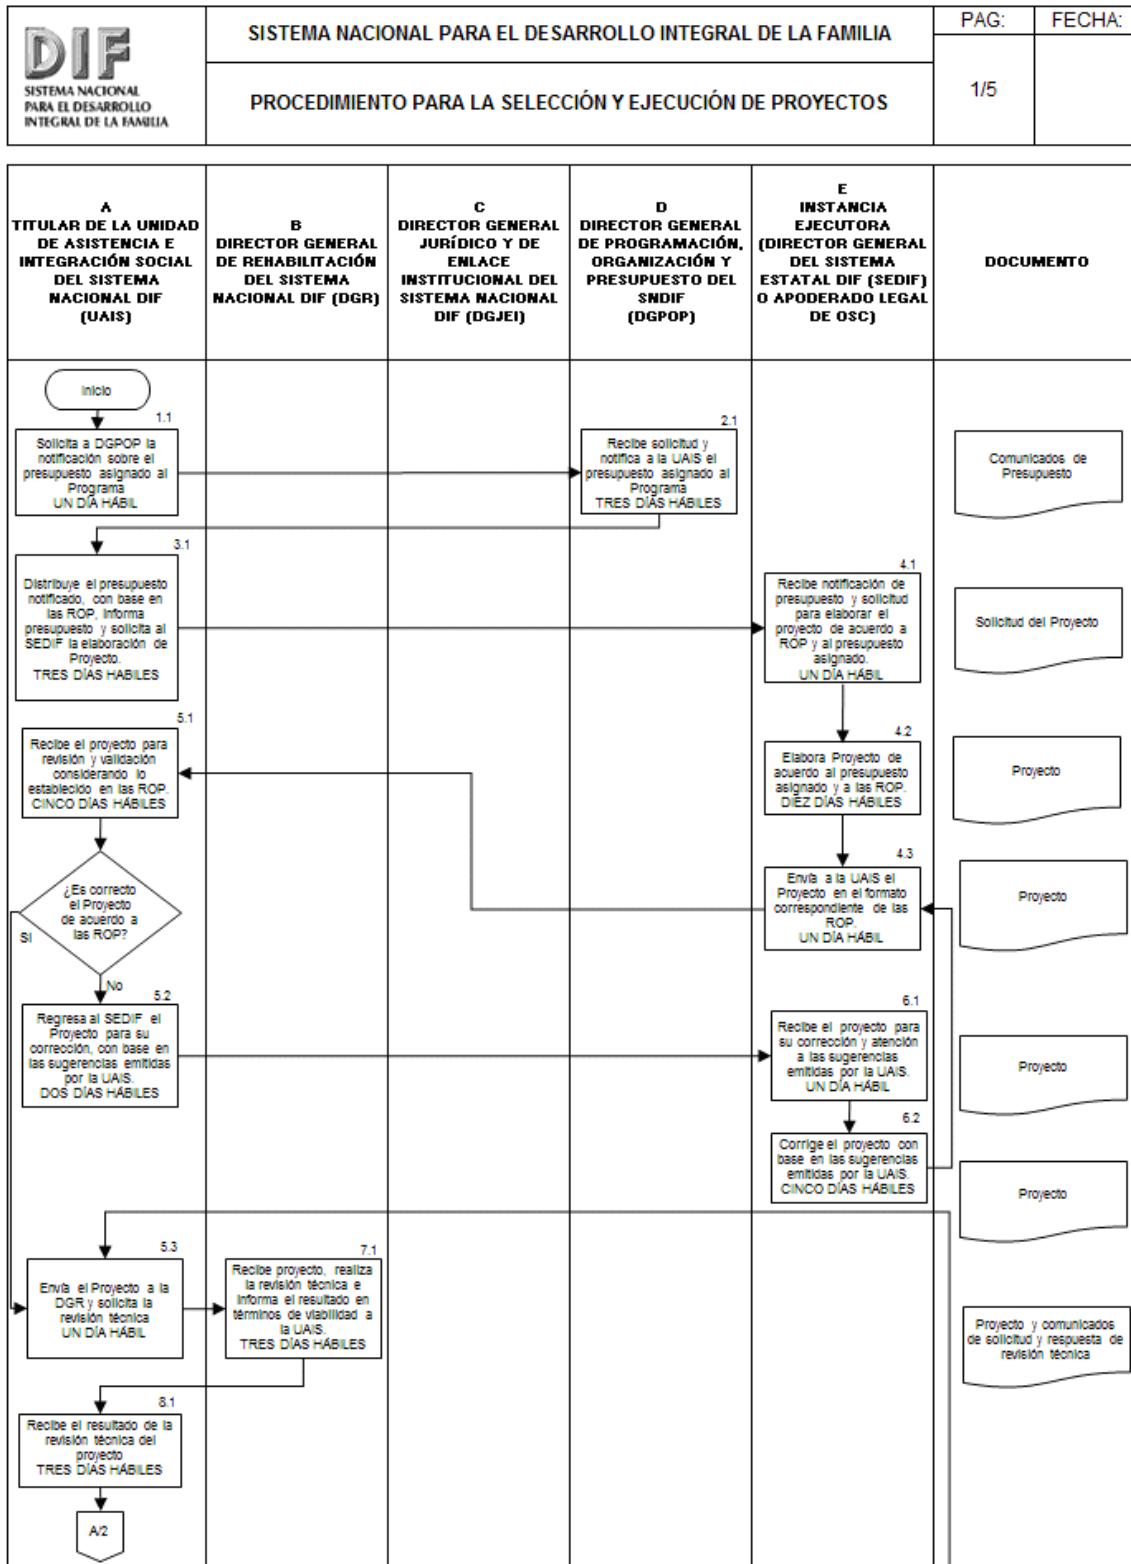 DIF
SISTEMA NACIONAL
PARA EL DESARROLLO
INTEGRAL DE LA FAMILIA
SISTEMA NACIONAL PARA EL DESARROLLO INTEGRAL DE LA FAMILIA
PROCEDIMIENTO PARA LA SELECCIÓN Y EJECUCIÓN DE PROYECTOS
PAG:
FECHA:
1/5
A
TITULAR DE LA UNIDAD
DE ASISTENCIA E
INTEGRACIÓN SOCIAL
DEL SISTEMA
NACIONAL DIF
(UAIS)
B
DIRECTOR GENERAL
DE REHABILITACIÓN
DEL SISTEMA
NACIONAL DIF (DGR)
C
DIRECTOR GENERAL
JURÍDICO Y DE
ENLACE
INSTITUCIONAL DEL
SISTEMA NACIONAL
DIF (DGJEI)
D
DIRECTOR GENERAL
DE PROGRAMACIÓN,
ORGANIZACIÓN Y
PRESUPUESTO DEL
SNDIF
(DGPOP)
E
INSTANCIA
EJECUTORA
(DIRECTOR GENERAL
DEL SISTEMA
ESTATAL DIF (SEDIF)
O APODERADO LEGAL
DE OSC)
DOCUMENTO
Inicio
1.1
Solicita a DGPOP la
notificación sobre el
presupuesto asignado al
Programa
UN DÍA HÁBIL
2.1
Recibe solicitud y
notifica a la UAIS el
presupuesto asignado al
Programa
TRES DÍAS HÁBILES
Comunicados de
Presupuesto
3.1
Distribuye el presupuesto
notificado, con base en
las ROP, informa
presupuesto y solicita al
SEDIF la elaboración de
Proyecto.
TRES DÍAS HABILES
4.1
Recibe notificación de
presupuesto y solicitud
para elaborar el
proyecto de acuerdo a
ROP y al presupuesto
asignado.
UN DÍA HÁBIL
Solicitud del Proyecto
5.1
Recibe el proyecto para
revisión y validación
considerando lo
establecido en las ROP.
CINCO DÍAS HÁBILES
4.2
Elabora Proyecto de
acuerdo al presupuesto
asignado y a las ROP.
DIEZ DÍAS HÁBILES
Proyecto
¿Es correcto
el Proyecto
de acuerdo a
las ROP?
SI
No
4.3
Envía a la UAIS el
Proyecto en el formato
correspondiente de las
ROP.
UN DÍA HÁBIL
Proyecto
5.2
Regresa al SEDIF el
Proyecto para su
corrección, con base en
las sugerencias emitidas
por la UAIS.
DOS DÍAS HÁBILES
6.1
Recibe el proyecto para
su corrección y atención
a las sugerencias
emitidas por la UAIS.
UN DÍA HÁBIL
Proyecto
6.2
Corrige el proyecto con
base en las sugerencias
emitidas por la UAIS.
CINCO DÍAS HÁBILES
Proyecto
5.3
Envía el Proyecto a la
DGR y solicita la
revisión técnica
UN DÍA HÁBIL
7.1
Recibe proyecto, realiza
la revisión técnica e
informa el resultado en
términos de viabilidad a
la UAIS.
TRES DÍAS HÁBILES
Proyecto y comunicados
de solicitud y respuesta de
revisión técnica
8.1
Recibe el resultado de la
revisión técnica del
proyecto
TRES DÍAS HÁBILES
A/2